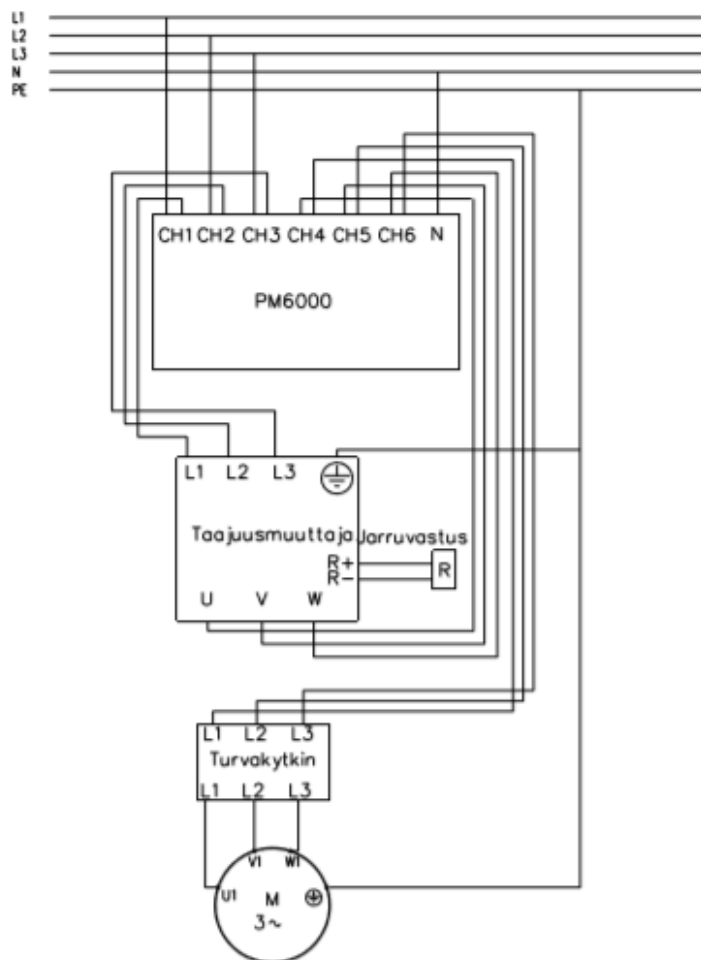 L1
L2
L3
N
PE
CH1 CH2 CH3 CH4 CH5 CH6 N
PM6000
L1 L2 L3
Taajuusmuuttaja Jarruvastus
R+
R-
R
U V W
L1 L2 L3
Turvakytkin
L1 L2 L3
V1 W1
U1 M
3~